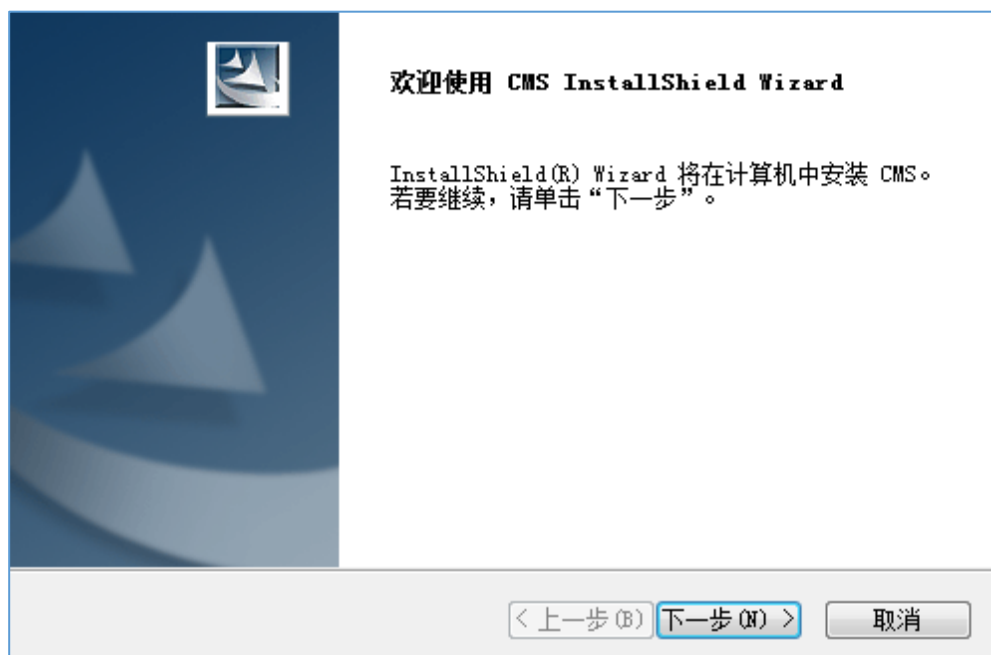 欢迎使用 CMS InstallShield Wizard
InstallShield(R) Wizard 将在计算机中安装 CMS。
若要继续，请单击“下一步”。
< 上一步(B)
下一步(N) >
取消